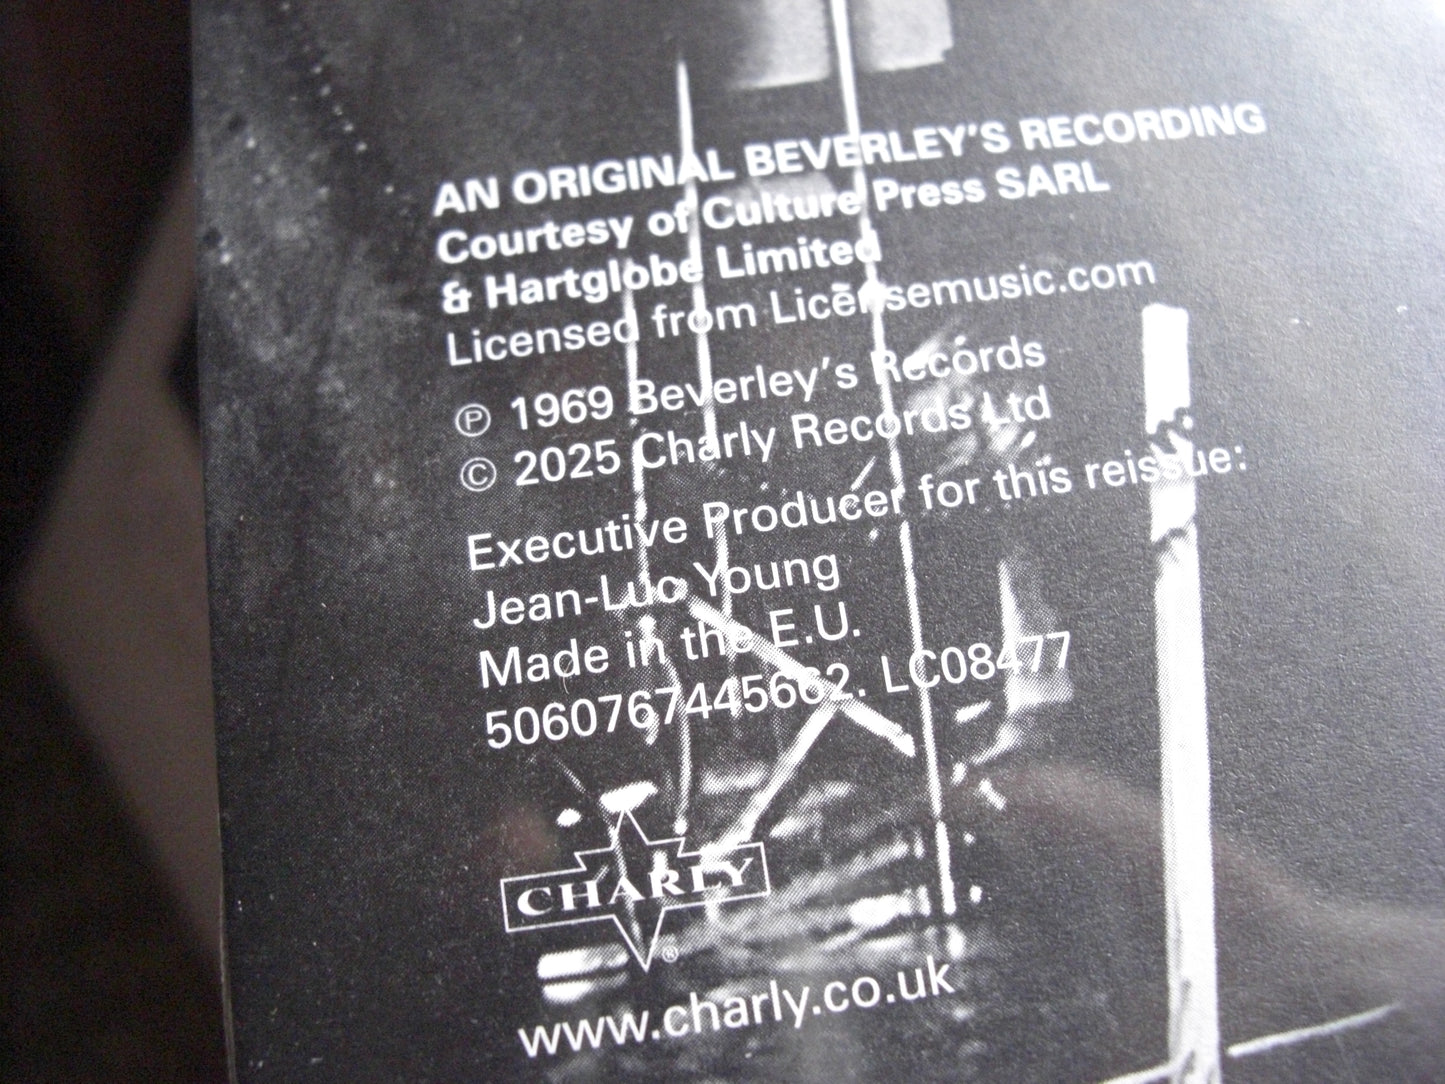 AN ORIGINAL BEVERLEY'S RECORDING
Courtesy of Culture Press SARL
& Hartglobe Limited
Licensed from Licensemusic.com
℗ 1969 Beverley's Records
© 2025 Charly Records Ltd
Executive Producer for this reissue:
Jean-Luc Young
Made in the E.U.
5060767445662. LC08477
CHARLY
®
www.charly.co.uk